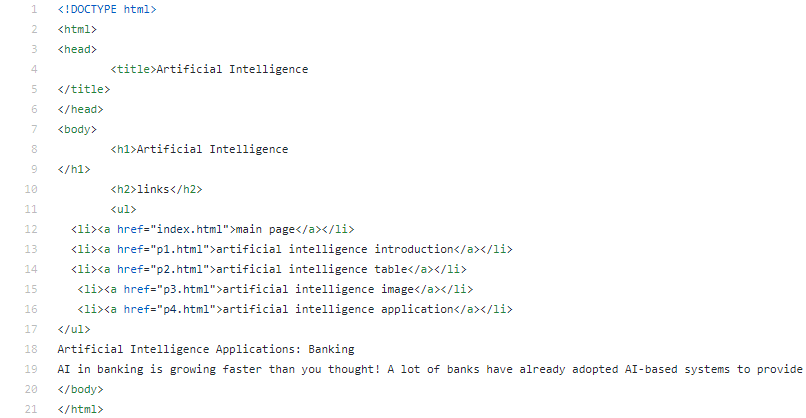 1 <!DOCTYPE html>
2 <html>
3 <head>
4 <title>Artificial Intelligence
5 </title>
6 </head>
7 <body>
8 <h1>Artificial Intelligence
9 </h1>
10 <h2>links</h2>
11 <ul>
12 <li><a href="index.html">main page</a></li>
13 <li><a href="p1.html">artificial intelligence introduction</a></li>
14 <li><a href="p2.html">artificial intelligence table</a></li>
15 <li><a href="p3.html">artificial intelligence image</a></li>
16 <li><a href="p4.html">artificial intelligence application</a></li>
17 </ul>
18 Artificial Intelligence Applications: Banking
19 AI in banking is growing faster than you thought! A lot of banks have already adopted AI-based systems to provide
20 </body>
21 </html>